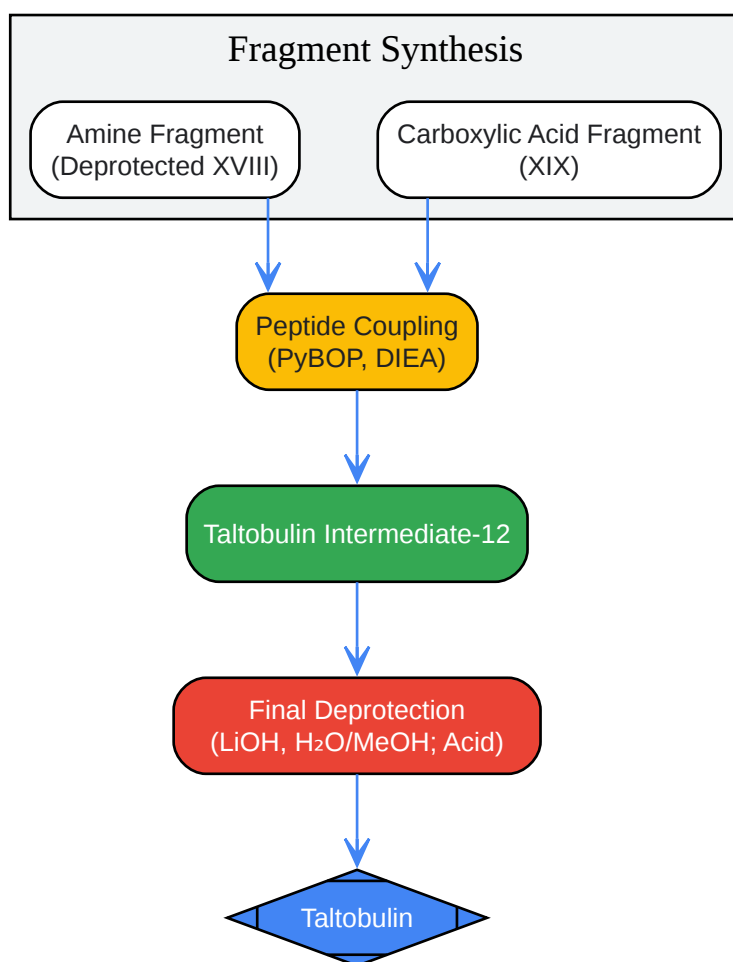 Fragment Synthesis
Amine Fragment
(Deprotected XVIII)
Carboxylic Acid Fragment
(XIX)
Peptide Coupling
(PyBOP, DIEA)
Taltobulin Intermediate-12
Final Deprotection
(LiOH, H₂O/MeOH; Acid)
Taltobulin